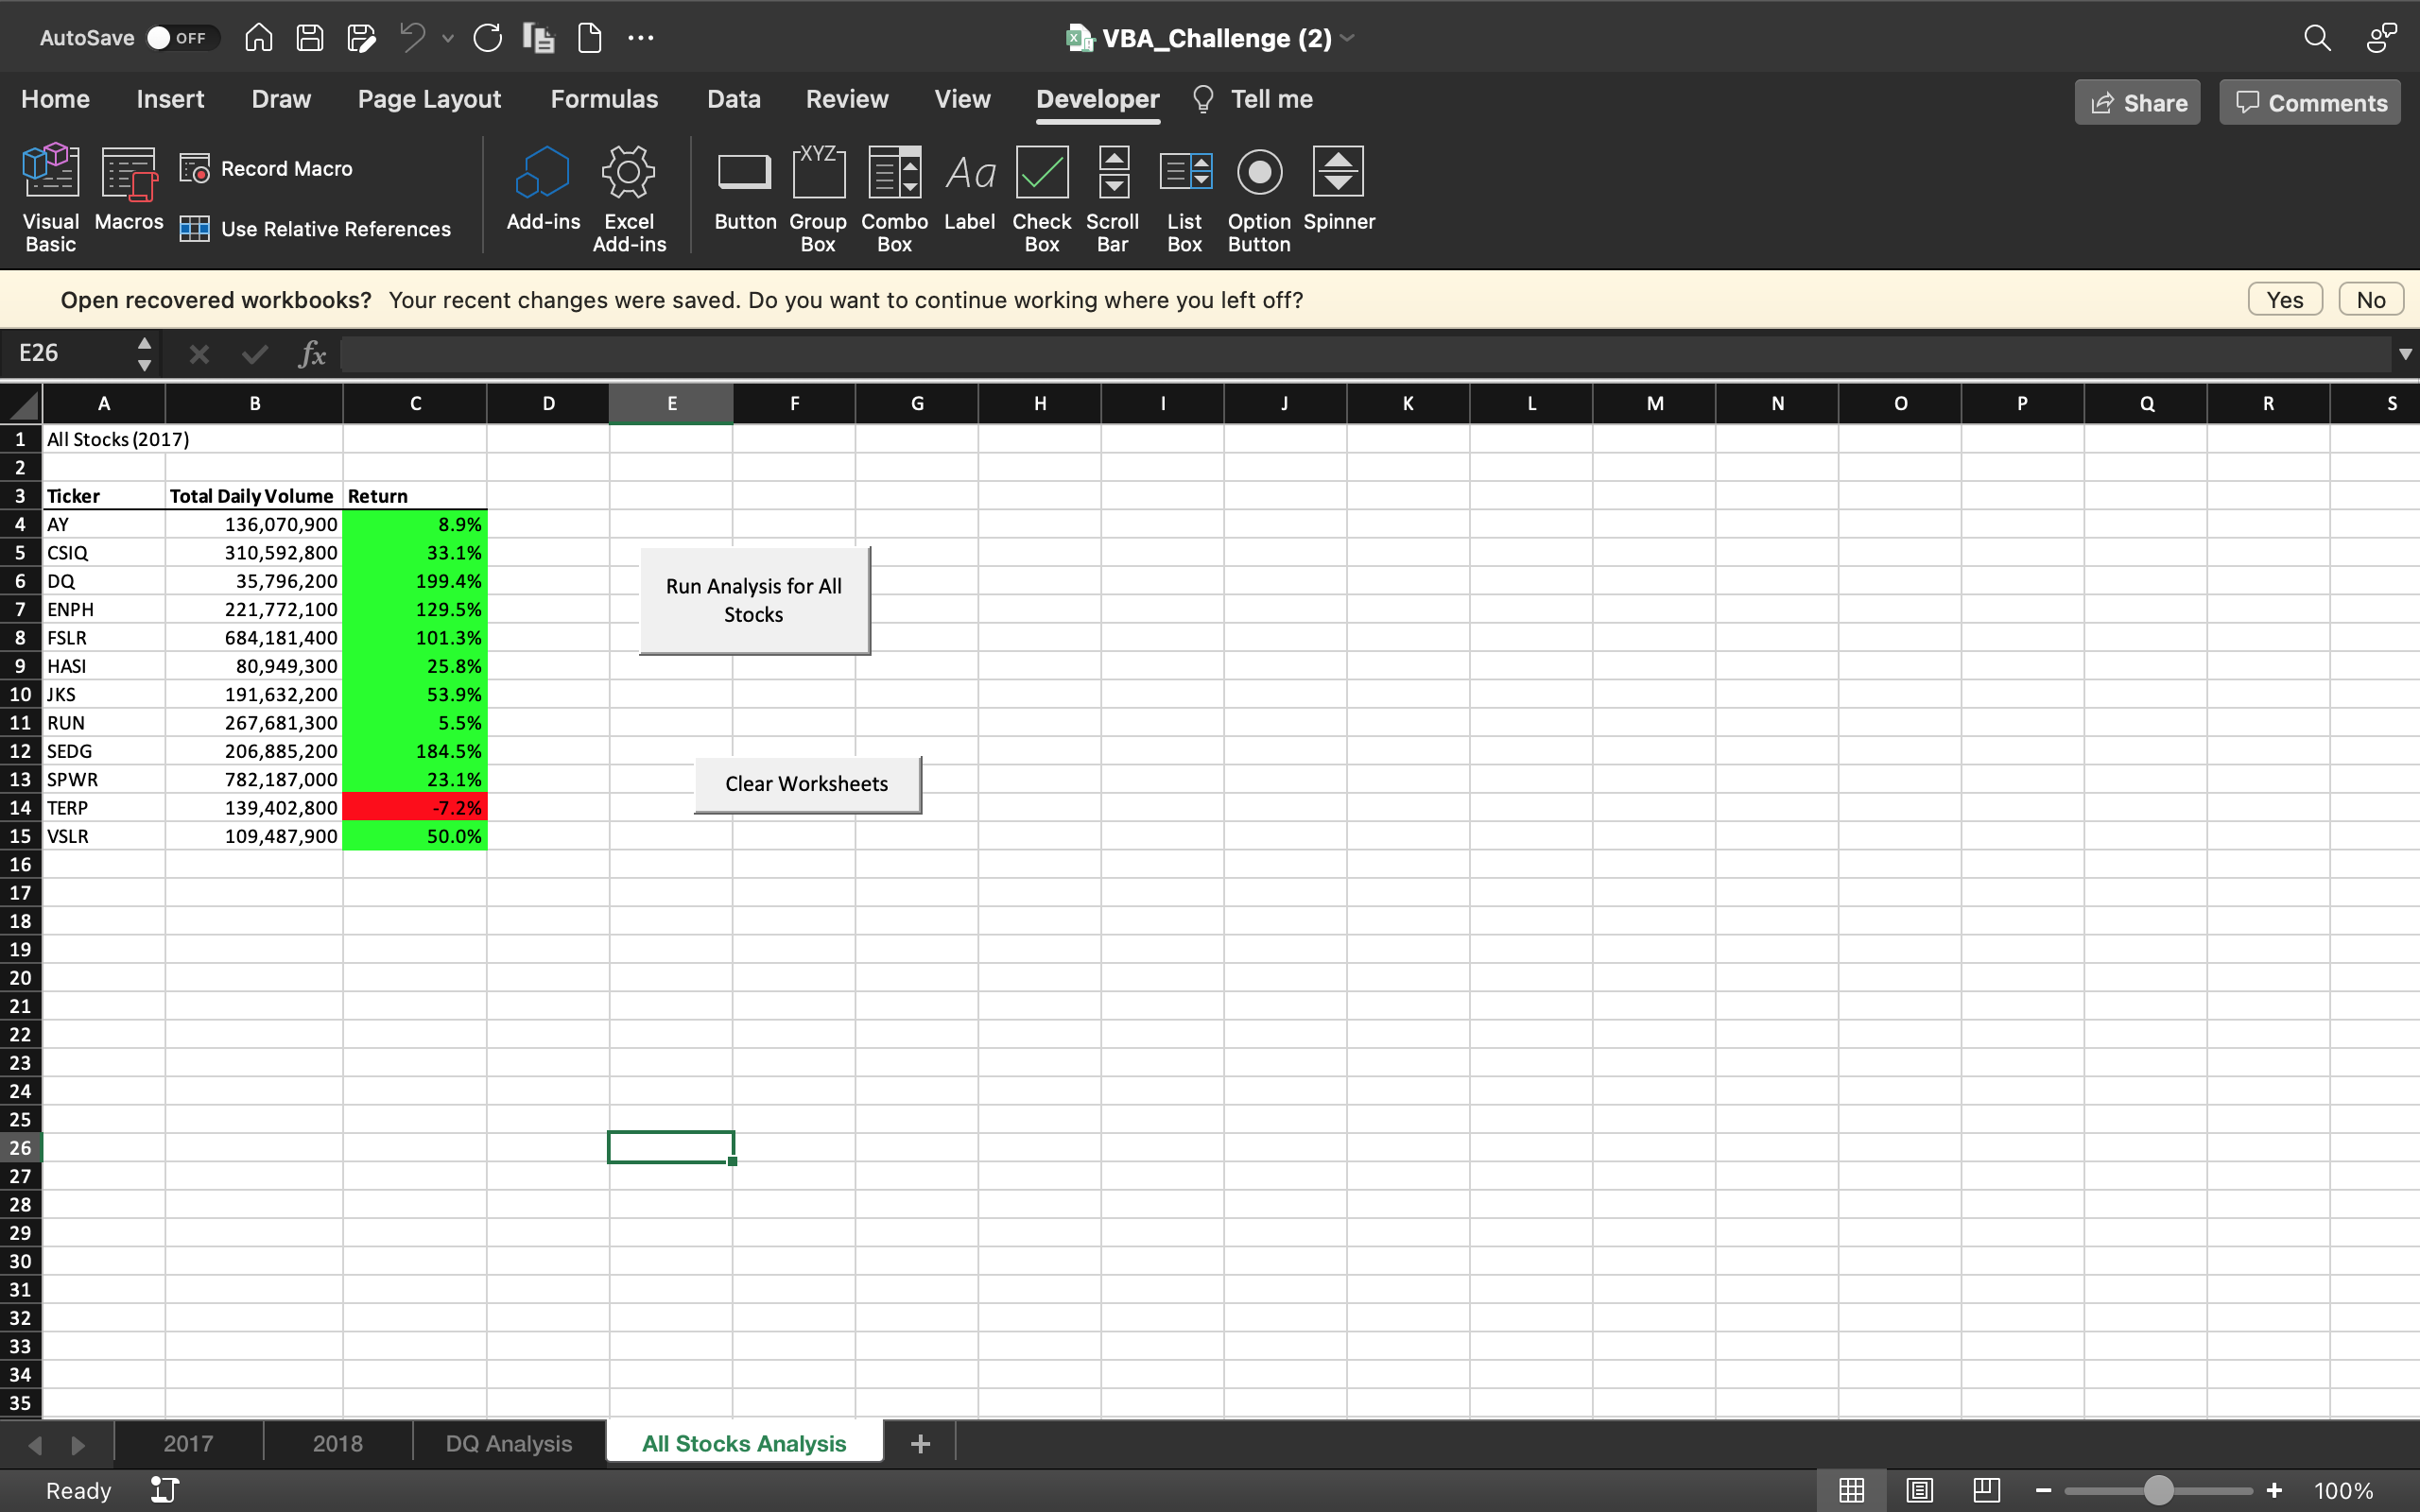 AutoSave OFF VBA_Challenge (2)
Home Insert Draw Page Layout Formulas Data Review View Developer Tell me Share Comments
Visual Basic
Macros
Record Macro
Use Relative References
Add-ins
Excel Add-ins
Button
XYZ
Group Box
Combo Box
Aa
Label
Check Box
Scroll Bar
List Box
Option Button
Spinner
Open recovered workbooks? Your recent changes were saved. Do you want to continue working where you left off? Yes No
E26 fx
A B C D E F G H I J K L M N O P Q R S
1 All Stocks (2017)
2
3 Ticker Total Daily Volume Return
4 AY 136,070,900 8.9%
5 CSIQ 310,592,800 33.1%
6 DQ 35,796,200 199.4%
7 ENPH 221,772,100 129.5%
8 FSLR 684,181,400 101.3%
9 HASI 80,949,300 25.8%
10 JKS 191,632,200 53.9%
11 RUN 267,681,300 5.5%
12 SEDG 206,885,200 184.5%
13 SPWR 782,187,000 23.1%
14 TERP 139,402,800 -7.2%
15 VSLR 109,487,900 50.0%
Run Analysis for All
Stocks
Clear Worksheets
16
17
18
19
20
21
22
23
24
25
26
27
28
29
30
31
32
33
34
35
2017 2018 DQ Analysis All Stocks Analysis +
Ready 100%